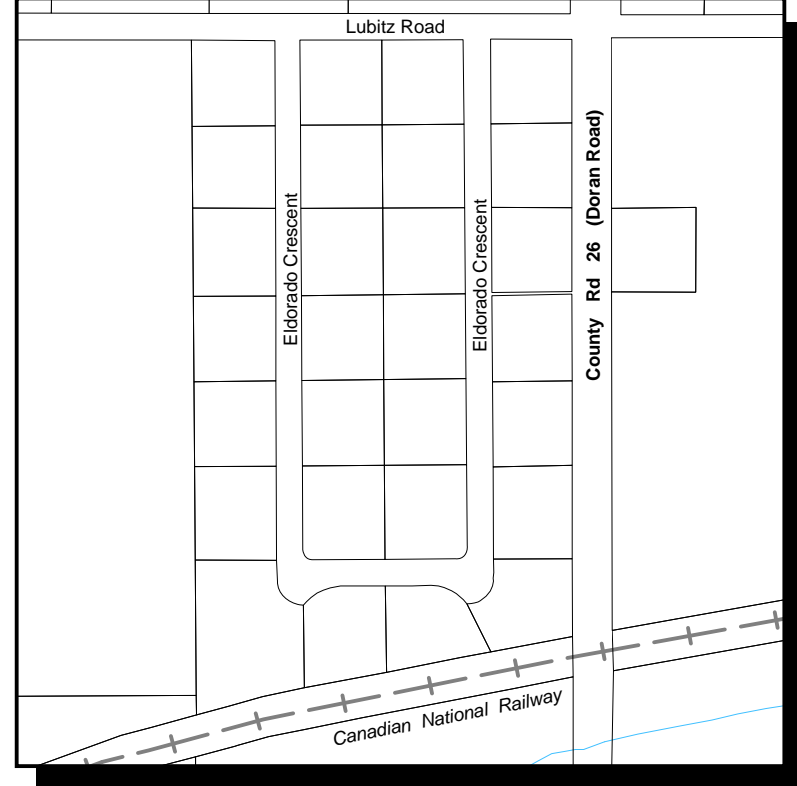 Lubitz Road
Eldorado Crescent
Eldorado Crescent
County Rd 26 (Doran Road)
Canadian National Railway